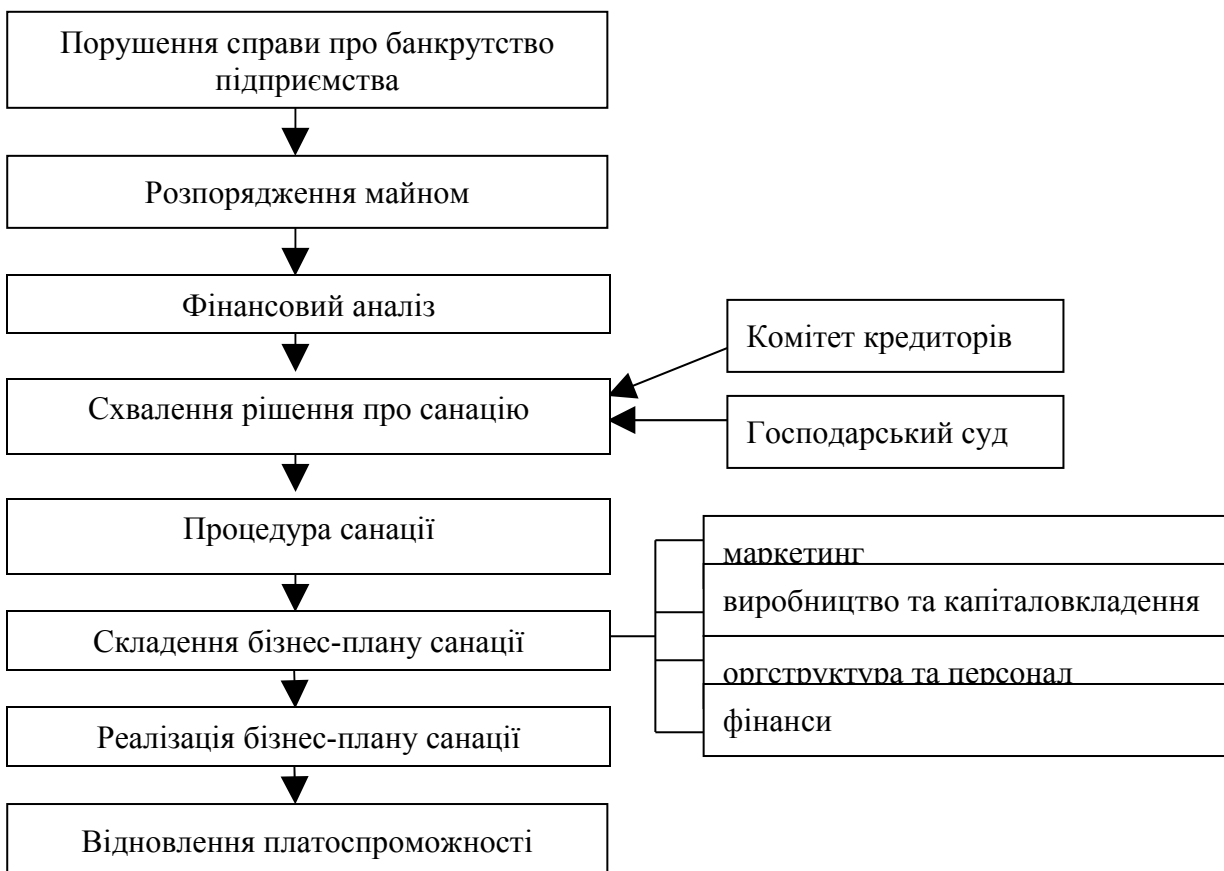 Порушення справи про банкрутство
підприємства
Розпорядження майном
Фінансовий аналіз
Комітет кредиторів
Схвалення рішення про санацію
Господарський суд
Процедура санації
маркетинг
виробництво та капіталовкладення
Складення бізнес-плану санації
оргструктура та персонал
фінанси
Реалізація бізнес-плану санації
Відновлення платоспроможності